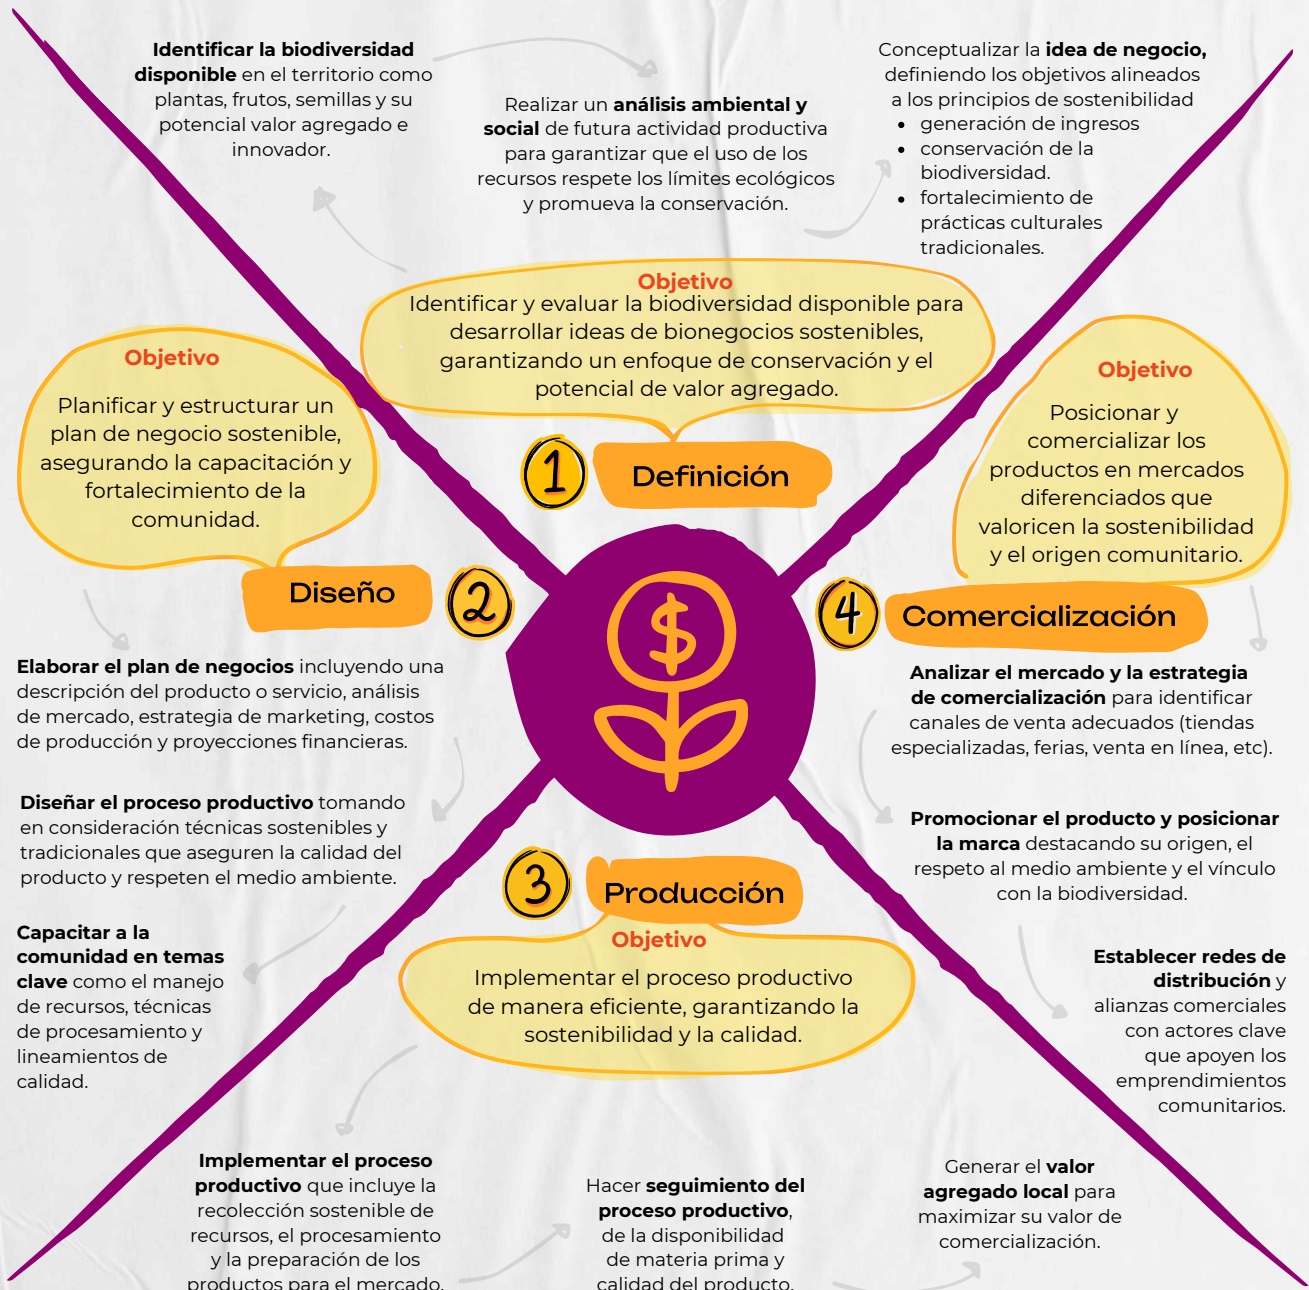 Identificar la biodiversidad
disponible en el territorio como
plantas, frutos, semillas y su
potencial valor agregado e
innovador.
Realizar un análisis ambiental y
social de futura actividad productiva
para garantizar que el uso de los
recursos respete los límites ecológicos
y promueva la conservación.
Conceptualizar la idea de negocio,
definiendo los objetivos alineados
a los principios de sostenibilidad
• generación de ingresos
• conservación de la
biodiversidad.
• fortalecimiento de
prácticas culturales
tradicionales.
Objetivo
Identificar y evaluar la biodiversidad disponible para
desarrollar ideas de bionegocios sostenibles,
garantizando un enfoque de conservación y el
potencial de valor agregado.
1 Definición
Objetivo
Planificar y estructurar un
plan de negocio sostenible,
asegurando la capacitación y
fortalecimiento de la
comunidad.
Diseño 2
Elaborar el plan de negocios incluyendo una
descripción del producto o servicio, análisis
de mercado, estrategia de marketing, costos
de producción y proyecciones financieras.
Diseñar el proceso productivo tomando
en consideración técnicas sostenibles y
tradicionales que aseguren la calidad del
producto y respeten el medio ambiente.
Capacitar a la
comunidad en temas
clave como el manejo
de recursos, técnicas
de procesamiento y
lineamientos de
calidad.
$
3 Producción
Objetivo
Implementar el proceso productivo
de manera eficiente, garantizando la
sostenibilidad y la calidad.
Implementar el proceso
productivo que incluye la
recolección sostenible de
recursos, el procesamiento
y la preparación de los
productos para el mercado.
Hacer seguimiento del
proceso productivo,
de la disponibilidad
de materia prima y
calidad del producto.
Generar el valor
agregado local para
maximizar su valor de
comercialización.
Objetivo
Posicionar y
comercializar los
productos en mercados
diferenciados que
valoricen la sostenibilidad
y el origen comunitario.
4 Comercialización
Analizar el mercado y la estrategia
de comercialización para identificar
canales de venta adecuados (tiendas
especializadas, ferias, venta en línea, etc).
Promocionar el producto y posicionar
la marca destacando su origen, el
respeto al medio ambiente y el vínculo
con la biodiversidad.
Establecer redes de
distribución y
alianzas comerciales
con actores clave
que apoyen los
emprendimientos
comunitarios.